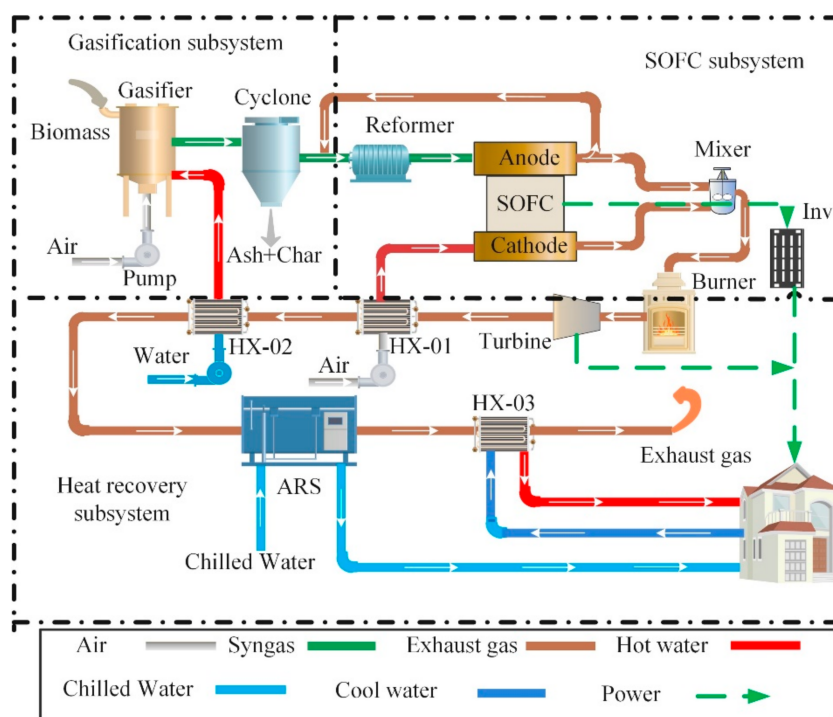 Gasification subsystem
SOFC subsystem
Gasifier
Cyclone
Biomass
Reformer
Anode
Mixer
SOFC
Inv
Cathode
Air
Ash+Char
Pump
Burner
Turbine
HX-02
HX-01
Water
Air
HX-03
Exhaust gas
ARS
Heat recovery
subsystem
Chilled Water
Air
Syngas
Exhaust gas
Hot water
Chilled Water
Cool water
Power